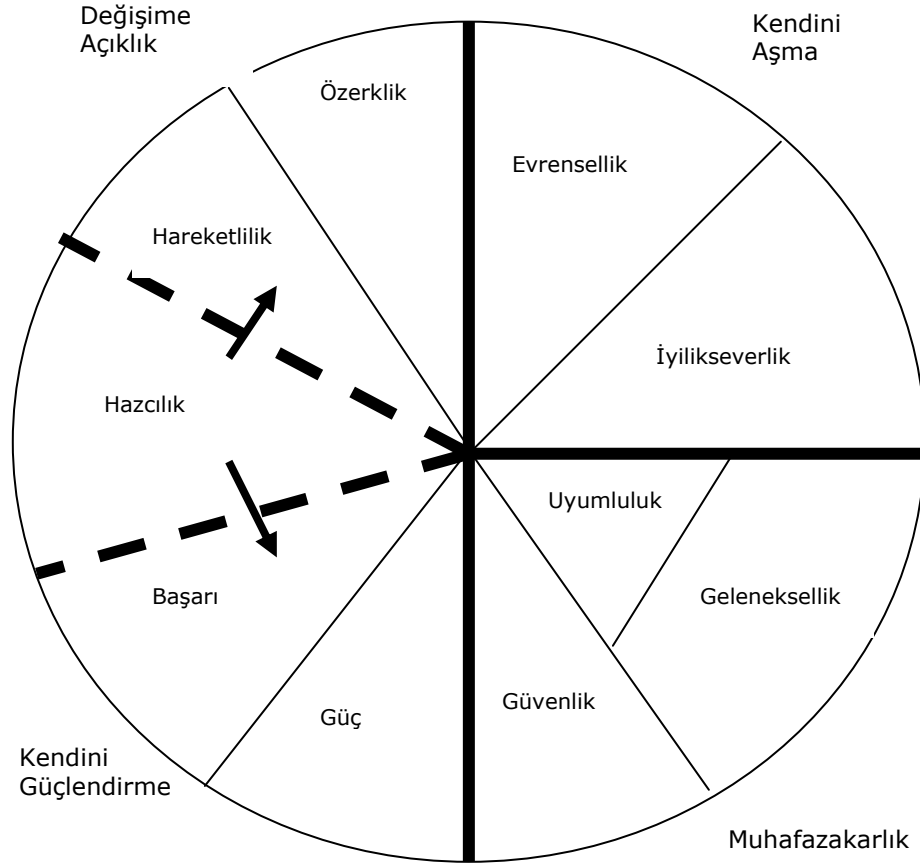 Değişime
Açıklık
Kendini
Aşma
Özerklik
Evrensellik
Hareketlilik
İyilikseverlik
Hazcılık
Uyumluluk
Başarı
Geleneksellik
Güvenlik
Güç
Kendini
Güçlendirme
Muhafazakarlık